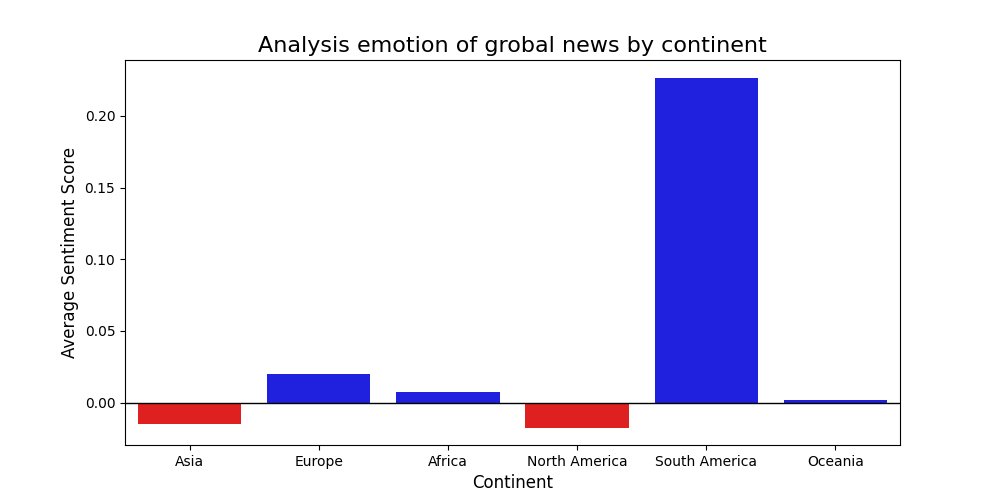 Analysis emotion of grobal news by continent
Average Sentiment Score
0.20
0.15
0.10
0.05
0.00
Asia Europe Africa North America South America Oceania
Continent